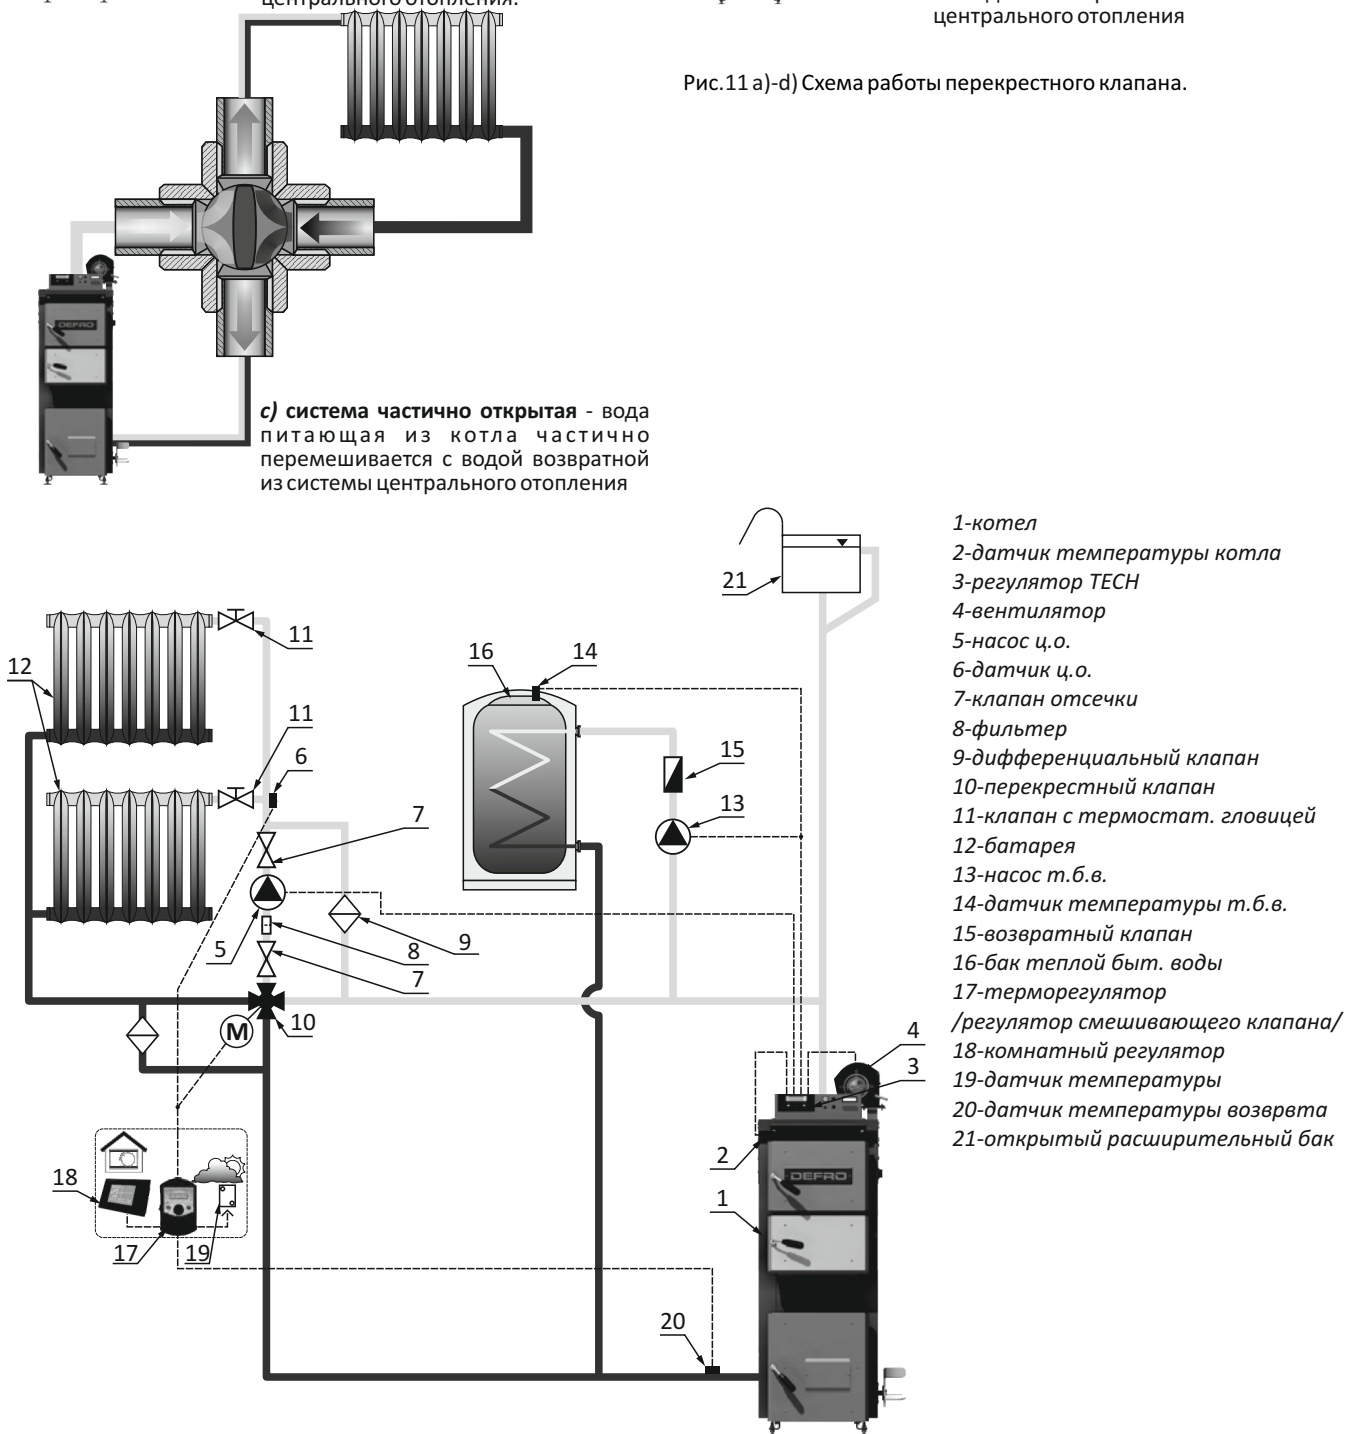 центрального отопления.
центрального отопления
Рис.11 a)-d) Схема работы перекрестного клапана.
DEFRO
c) система частично открытая - вода
питающая из котла частично
перемешивается с водой возвратной
из системы центрального отопления
1-котел
2-датчик температуры котла
3-регулятор TECH
4-вентилятор
5-насос ц.о.
6-датчик ц.о.
7-клапан отсечки
8-фильтер
9-дифференциальный клапан
10-перекрестный клапан
11-клапан с термостат. гловицей
12-батарея
13-насос т.б.в.
14-датчик температуры т.б.в.
15-возвратный клапан
16-бак теплой быт. воды
17-терморегулятор
/регулятор смешивающего клапана/
18-комнатный регулятор
19-датчик температуры
20-датчик температуры возврвта
21-открытый расширительный бак
21
11
12
16
14
11
6
15
7
13
5
8
9
7
10
M
4
3
2
DEFRO
18
1
17
19
20